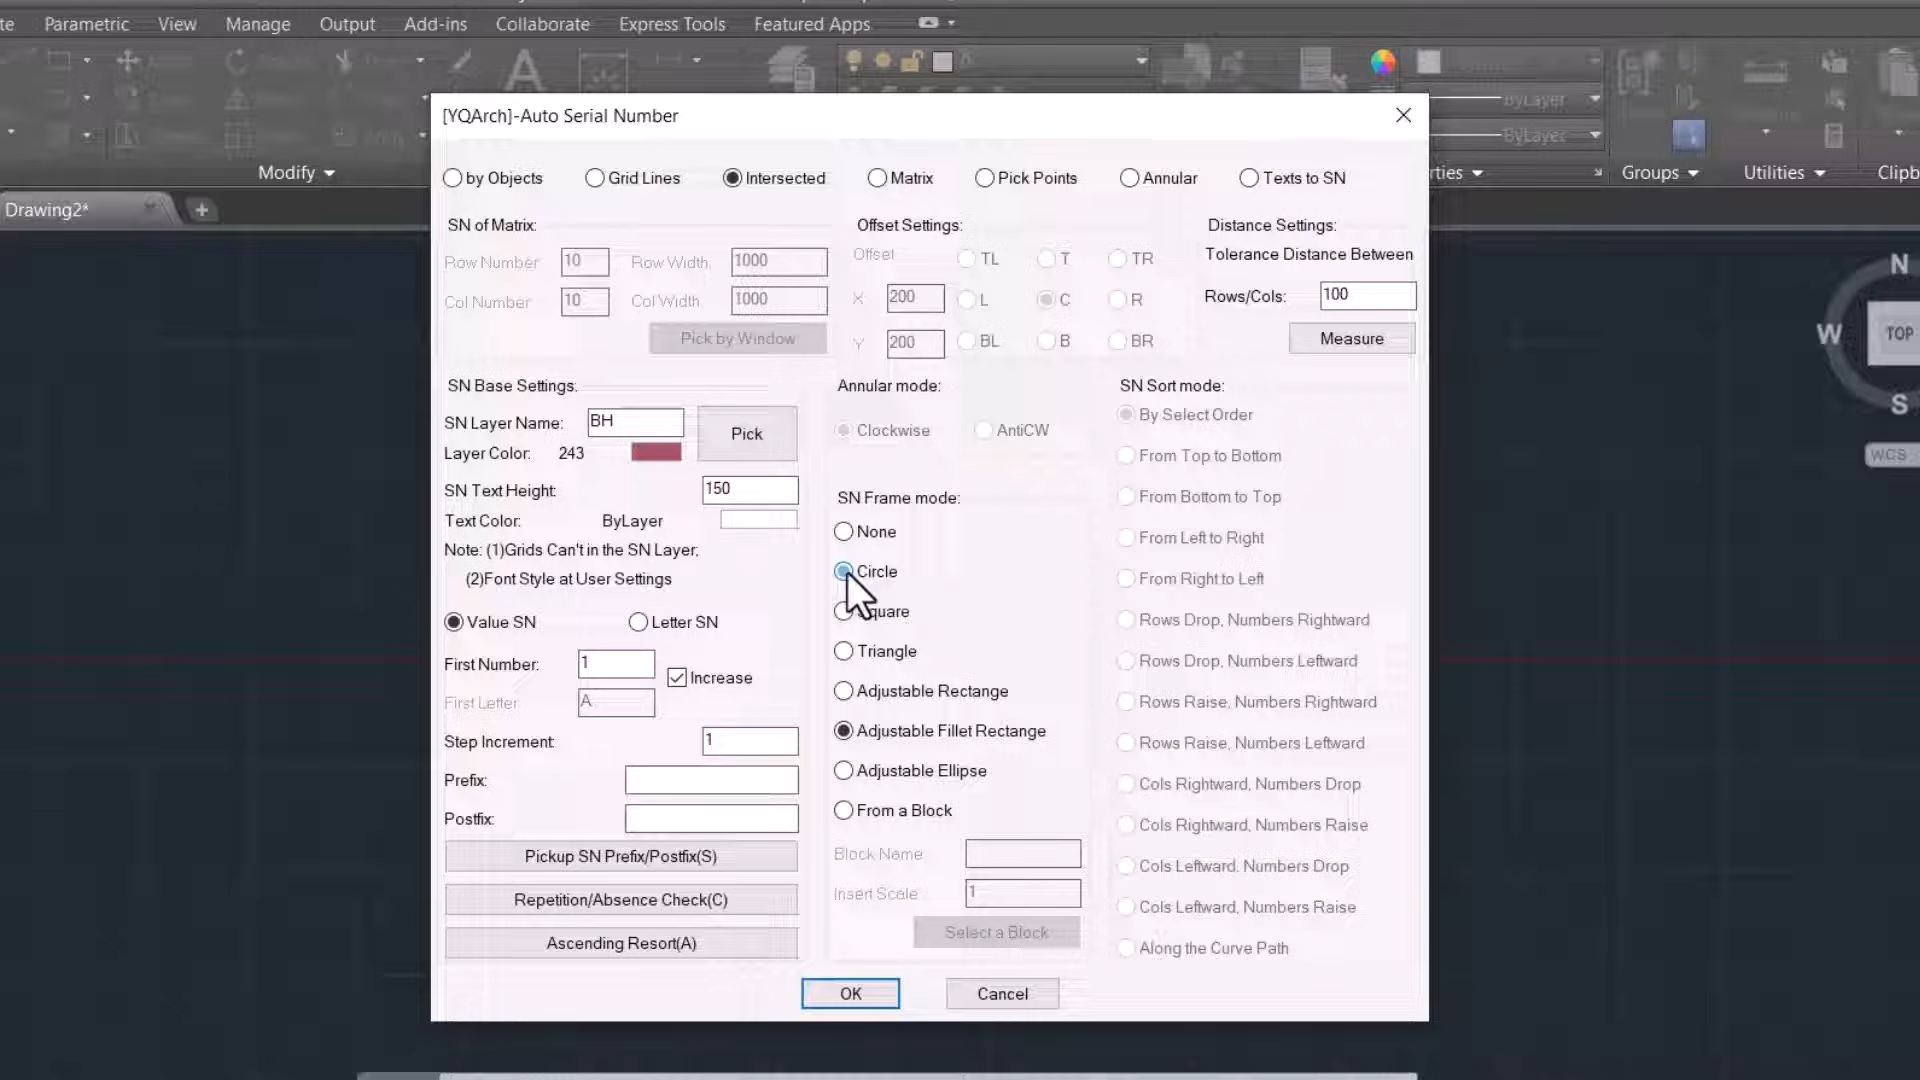 te Parametric View Manage Output Add-ins Collaborate Express Tools Featured Apps
ByLayer
ByLayer
Modify
rties Groups Utilities Clipb
Drawing2*
[YQArch]-Auto Serial Number
by Objects Grid Lines Intersected Matrix Pick Points Annular Texts to SN
SN of Matrix: Offset Settings: Distance Settings:
Row Number 10 Row Width 1000 Offset TL T TR Tolerance Distance Between
Col Number 10 Col Width 1000 X 200 L C R Rows/Cols: 100
Pick by Window Y 200 BL B BR Measure
SN Base Settings. Annular mode: SN Sort mode:
SN Layer Name: BH Pick Clockwise AntiCW By Select Order
Layer Color: 243 From Top to Bottom
SN Text Height: 150 SN Frame mode: From Bottom to Top
Text Color: ByLayer None From Left to Right
Note: (1)Grids Can't in the SN Layer;
(2)Font Style at User Settings Circle From Right to Left
Value SN Letter SN Square Rows Drop, Numbers Rightward
First Number: 1 Increase Triangle Rows Drop, Numbers Leftward
First Letter A Adjustable Rectange Rows Raise, Numbers Rightward
Step Increment: 1 Adjustable Fillet Rectange Rows Raise, Numbers Leftward
Prefix: Adjustable Ellipse Cols Rightward, Numbers Drop
Postfix: From a Block Cols Rightward, Numbers Raise
Pickup SN Prefix/Postfix(S) Block Name Cols Leftward. Numbers Drop
Repetition/Absence Check(C) Insert Scale 1 Cols Leftward, Numbers Raise
Ascending Resort(A) Select a Block Along the Curve Path
OK Cancel
N
W TOP
S
WCS